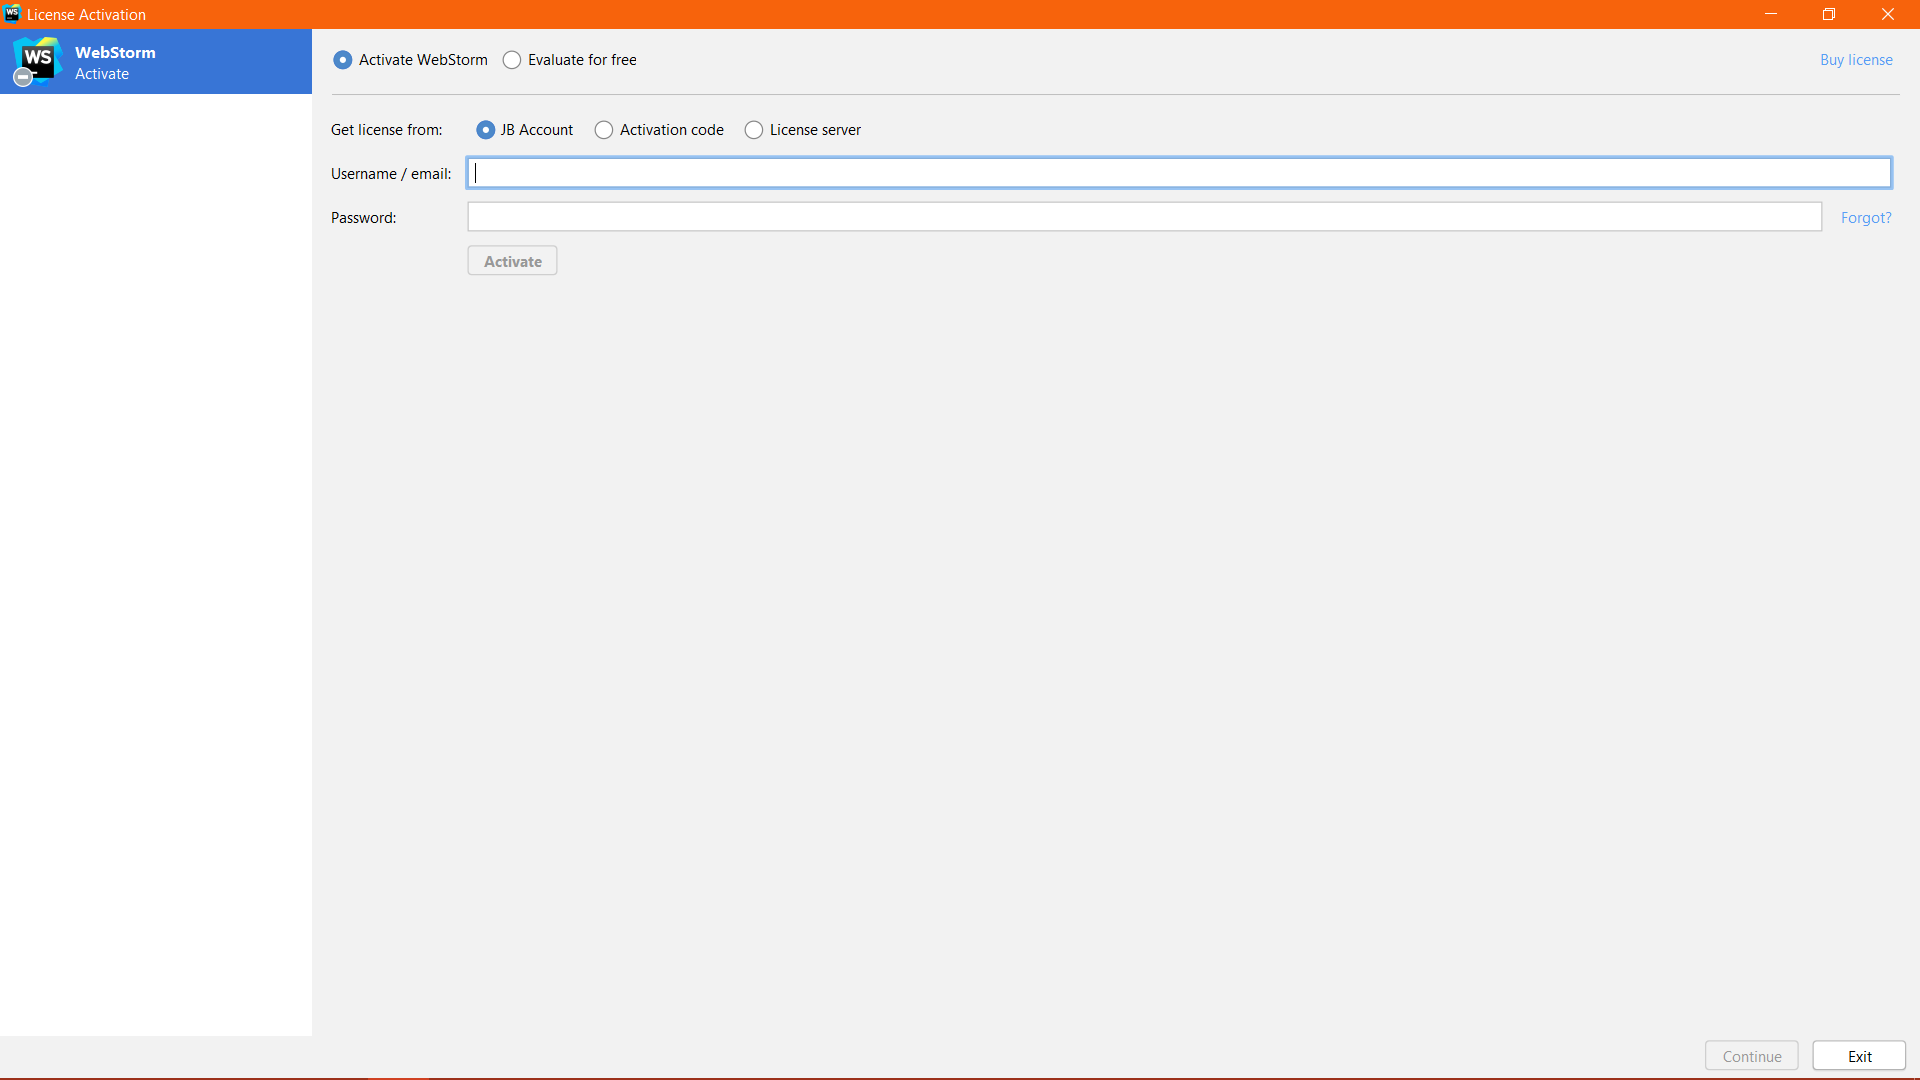 WS License Activation
WS WebStorm
Activate
Activate WebStorm Evaluate for free Buy license
Get license from: JB Account Activation code License server
Username / email:
Password: Forgot?
Activate
Continue Exit